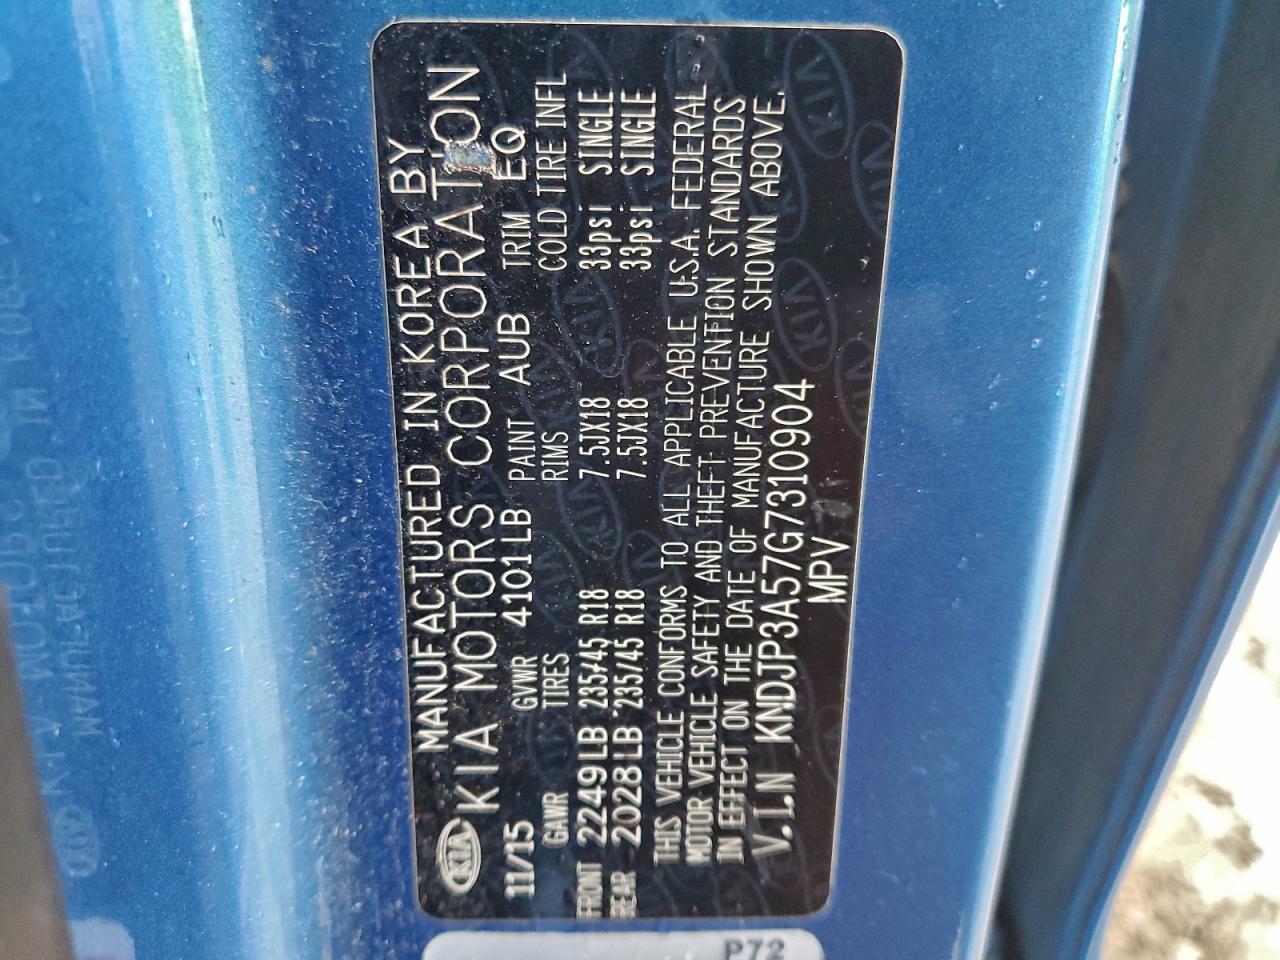 MANUFACTURED IN KOREA BY
KIA KIA MOTORS CORPORATION
11/15 GVWR 4101LB PAINT AUB TRIM EQ
GAWR TIRES RIMS COLD TIRE INFL
FRONT 2249LB 235/45 R18 7.5JX18 33psi SINGLE
REAR 2028LB 235/45 R18 7.5JX18 33psi SINGLE
THIS VEHICLE CONFORMS TO ALL APPLICABLE U.S.A. FEDERAL
MOTOR VEHICLE SAFETY AND THEFT PREVENTION STANDARDS
IN EFFECT ON THE DATE OF MANUFACTURE SHOWN ABOVE.
V.I.N KNDJP3A57G7310904
MPV
P72